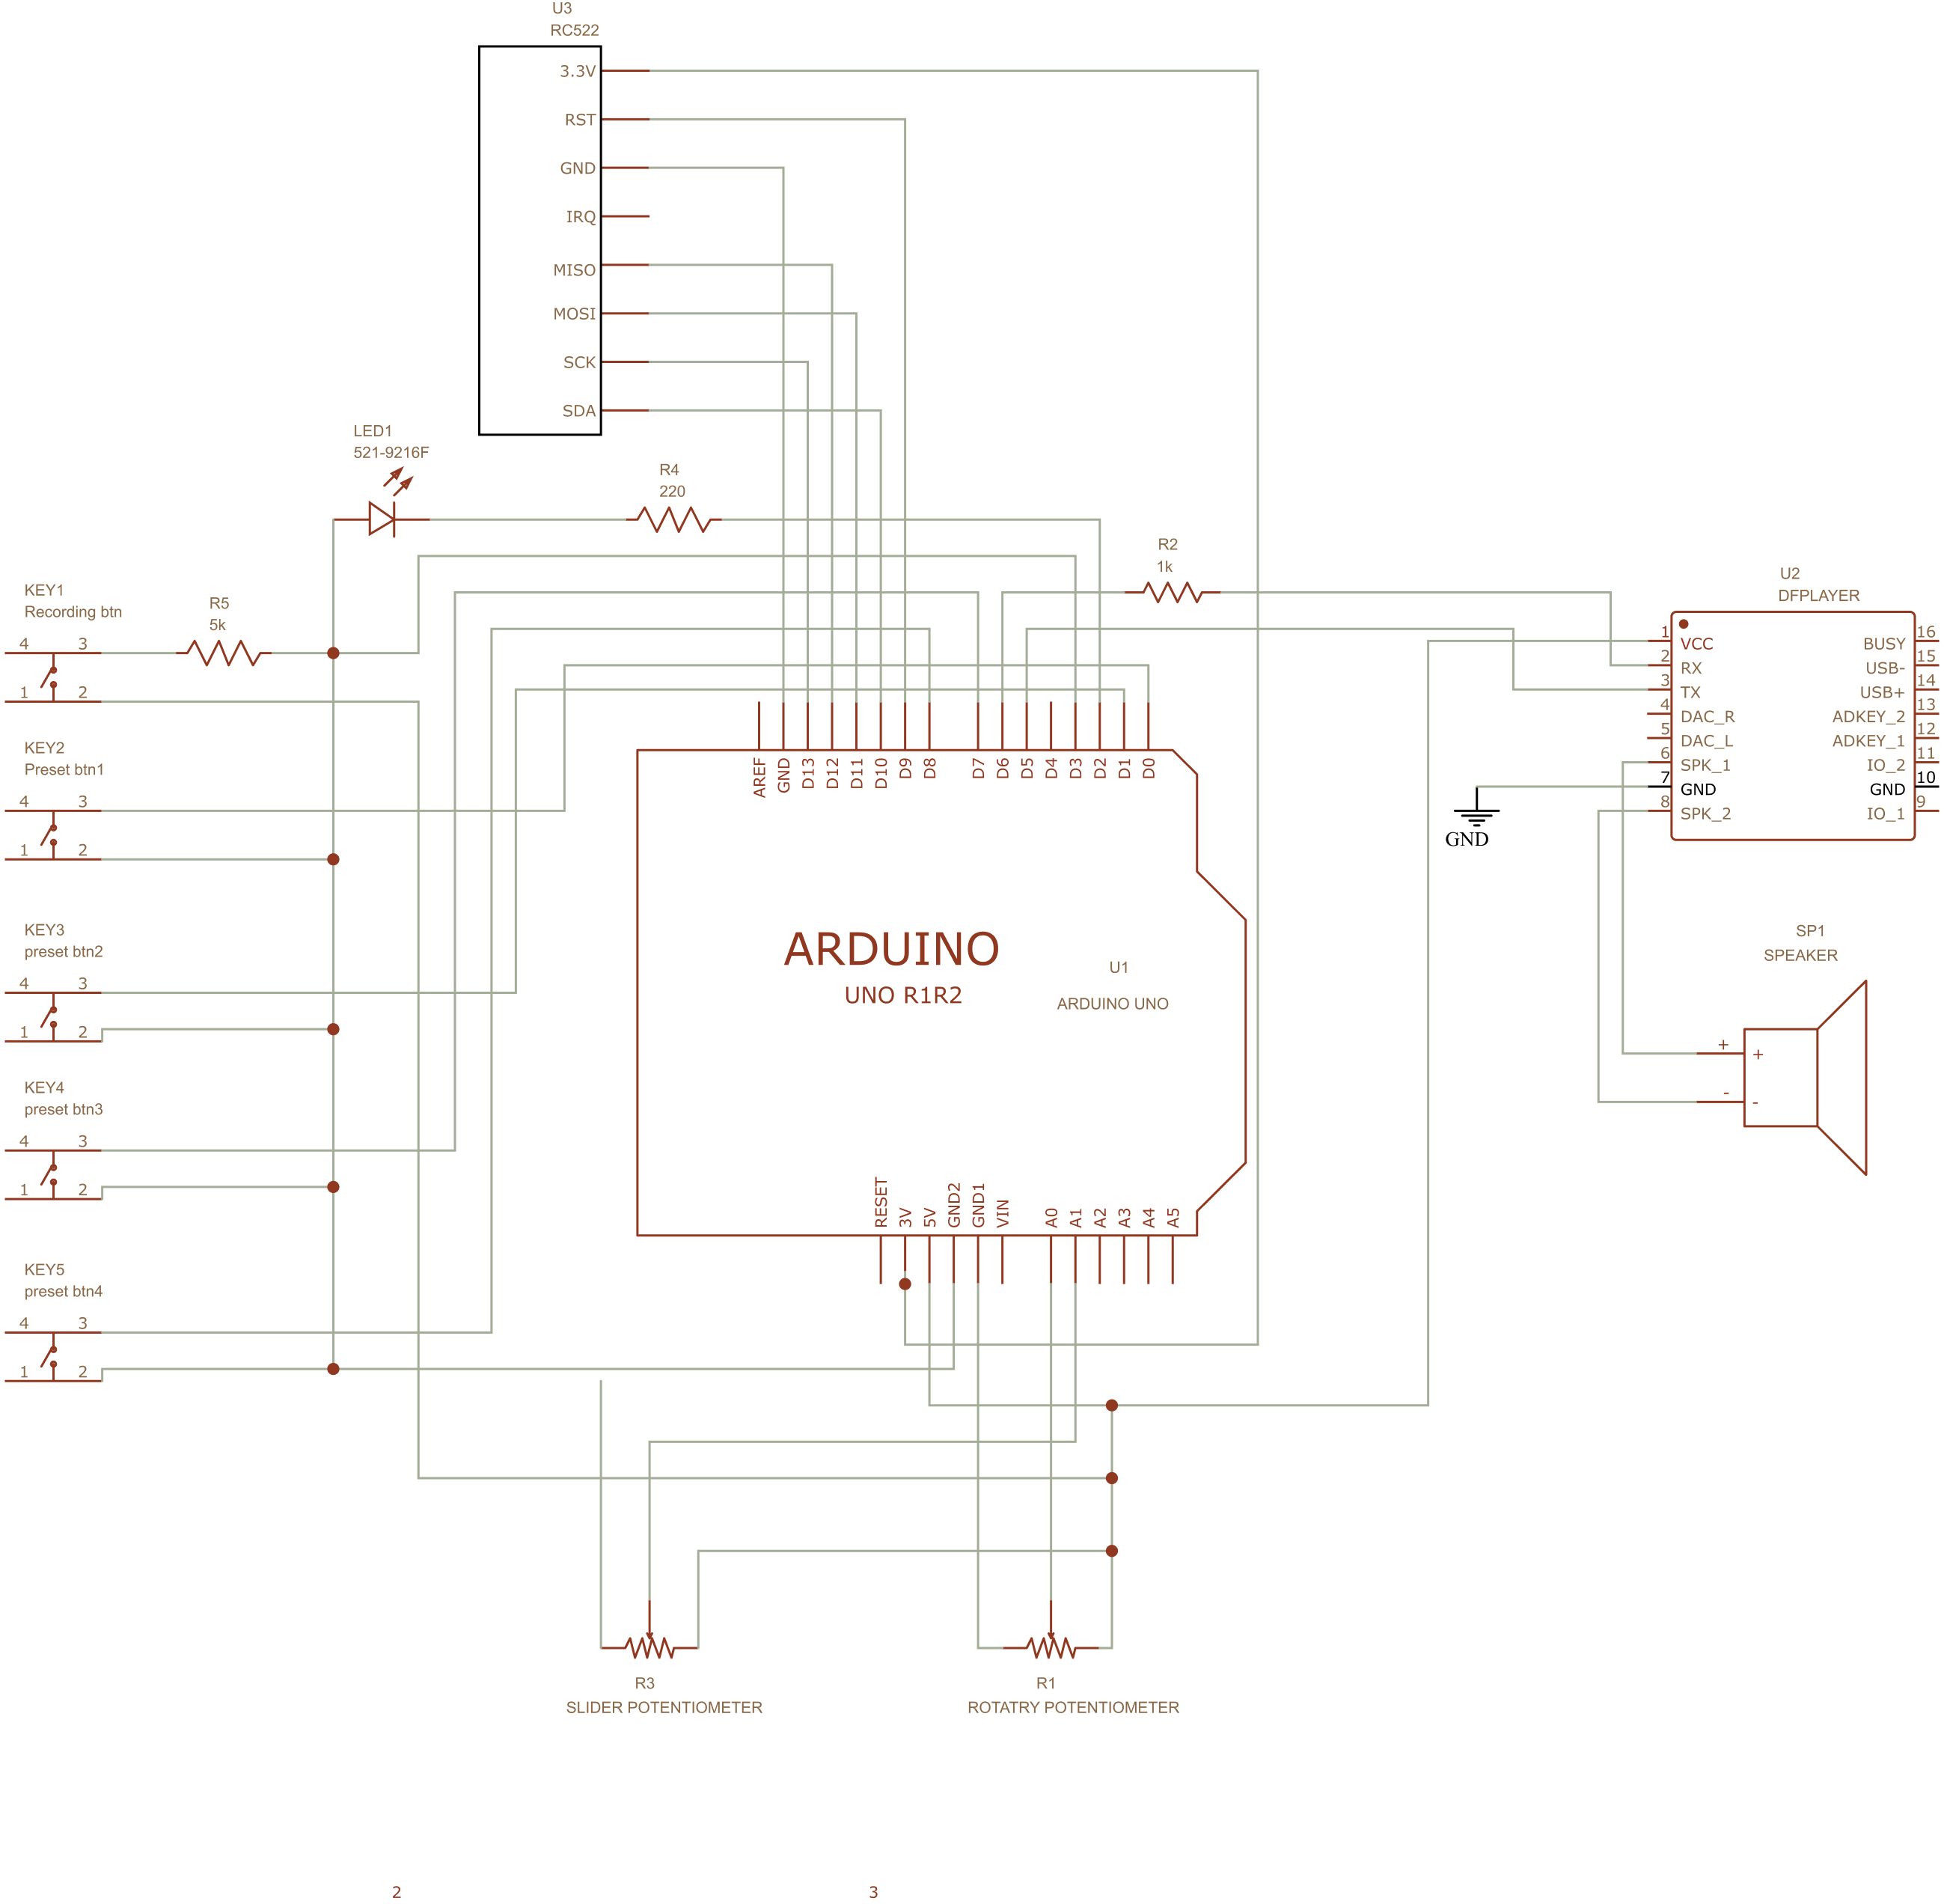 U3
RC522
3.3V
RST
GND
IRQ
MISO
MOSI
SCK
SDA
LED1
521-9216F
R4
220
R2
1k
KEY1
Recording btn
4 3
1 2
R5
5k
KEY2
Preset btn1
4 3
1 2
KEY3
preset btn2
4 3
1 2
KEY4
preset btn3
4 3
1 2
KEY5
preset btn4
4 3
1 2
AREF GND D13 D12 D11 D10 D9 D8 D7 D6 D5 D4 D3 D2 D1 D0
ARDUINO
UNO R1R2
U1
ARDUINO UNO
RESET 3V 5V GND2 GND1 VIN A0 A1 A2 A3 A4 A5
U2
DFPLAYER
1 VCC BUSY 16
2 RX USB- 15
3 TX USB+ 14
4 DAC_R ADKEY_2 13
5 DAC_L ADKEY_1 12
6 SPK_1 IO_2 11
7 GND GND 10
8 SPK_2 IO_1 9
GND
SP1
SPEAKER
+ +
- -
R3
SLIDER POTENTIOMETER
R1
ROTATRY POTENTIOMETER
2 3